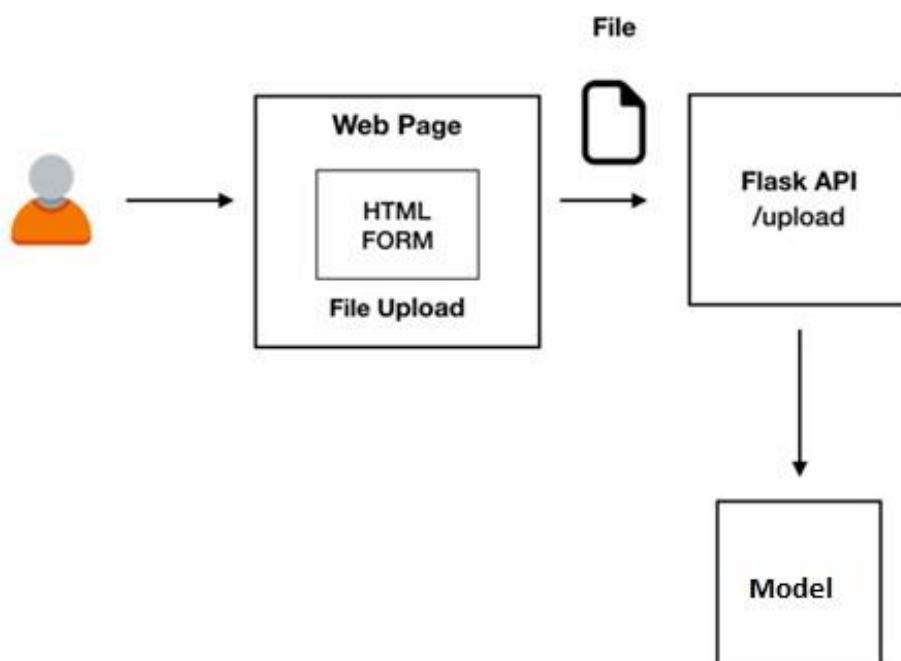 File
Web Page
HTML
FORM
File Upload
Flask API
/upload
Model